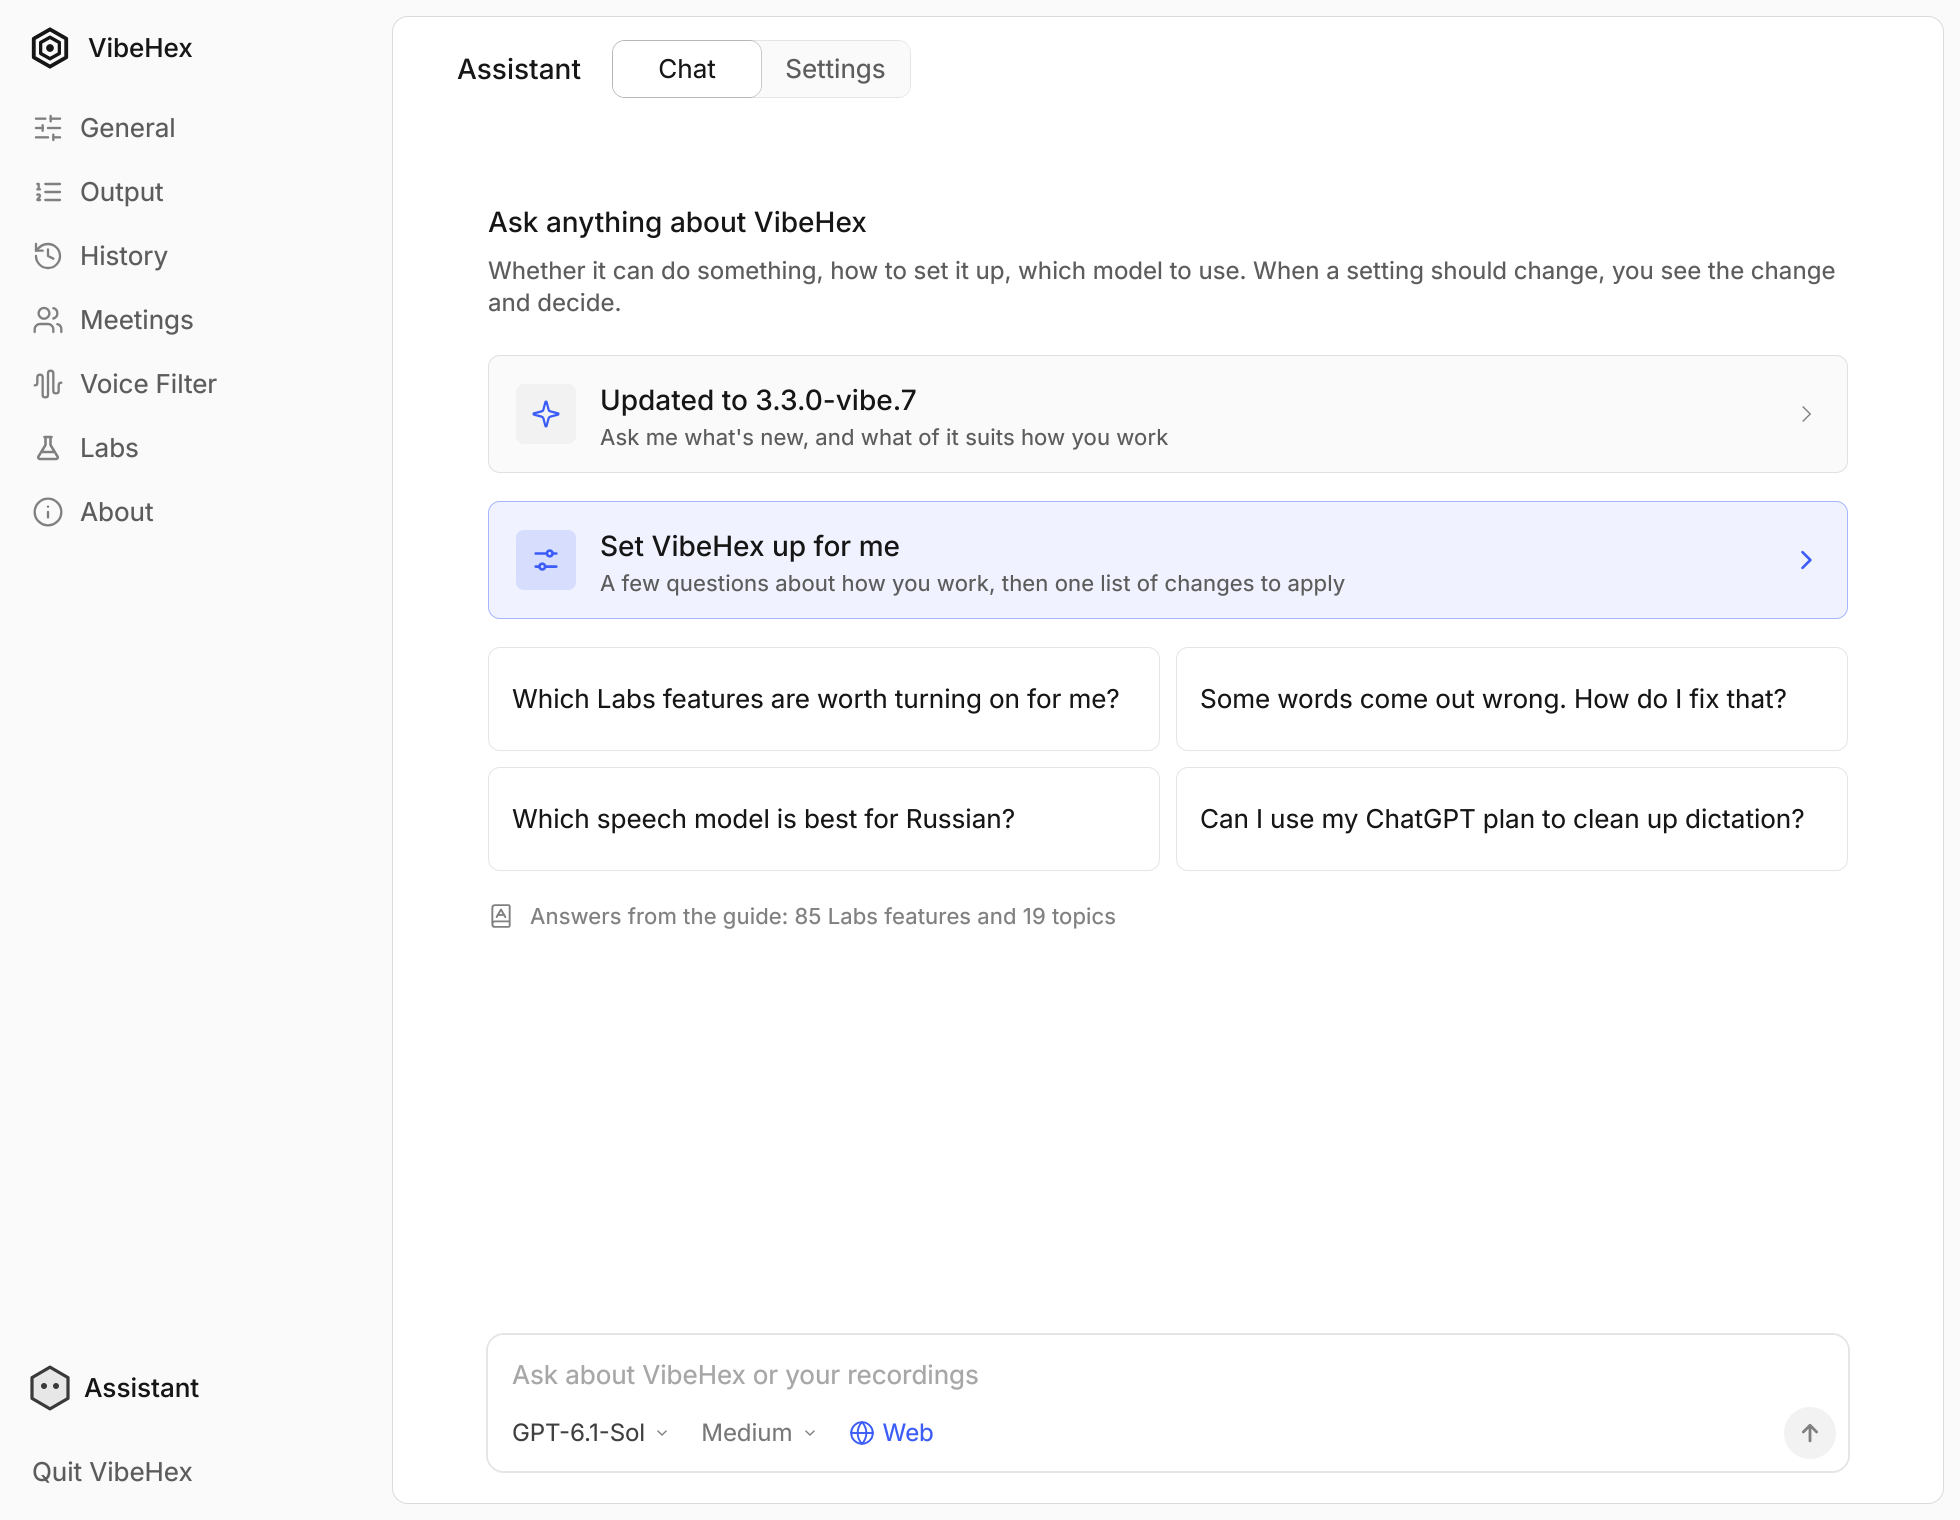 VibeHex
General
Output
History
Meetings
Voice Filter
Labs
About
Assistant
Quit VibeHex
Assistant
Chat
Settings
Ask anything about VibeHex
Whether it can do something, how to set it up, which model to use. When a setting should change, you see the change
and decide.
Updated to 3.3.0-vibe.7
Ask me what's new, and what of it suits how you work
Set VibeHex up for me
A few questions about how you work, then one list of changes to apply
Which Labs features are worth turning on for me?
Some words come out wrong. How do I fix that?
Which speech model is best for Russian?
Can I use my ChatGPT plan to clean up dictation?
Answers from the guide: 85 Labs features and 19 topics
Ask about VibeHex or your recordings
GPT-6.1-Sol
Medium
Web